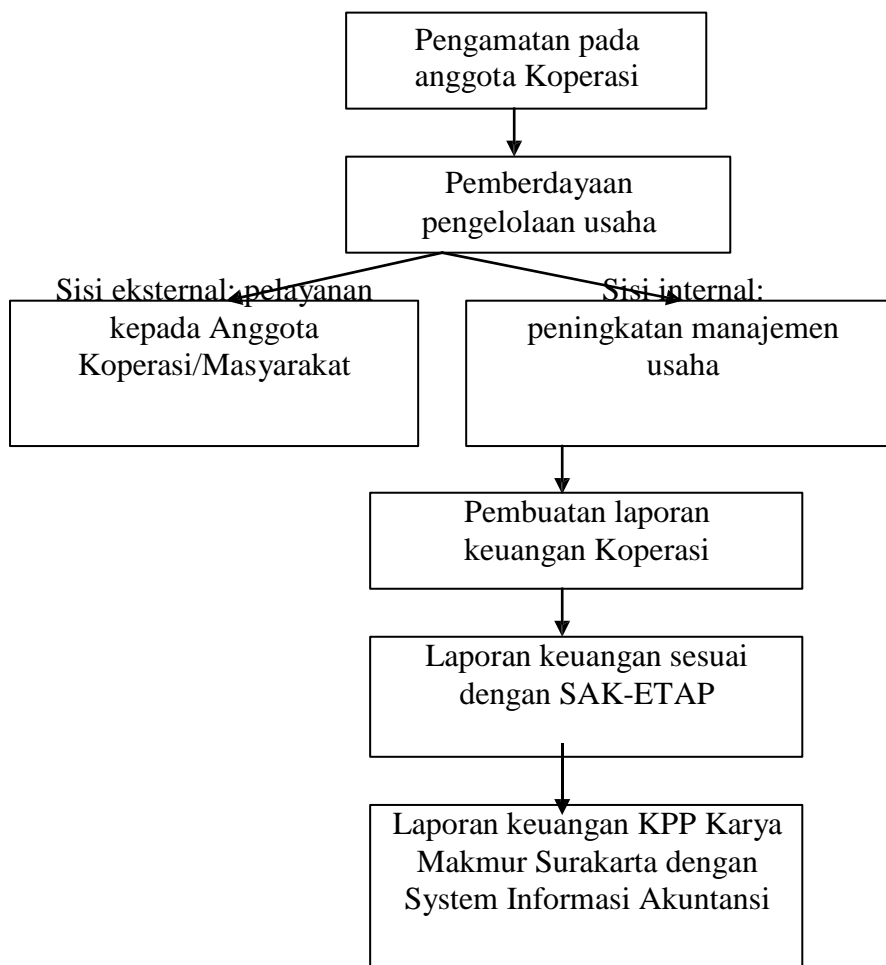 Pengamatan pada
anggota Koperasi
Pemberdayaan
pengelolaan usaha
Sisi eksternal: pelayanan
kepada Anggota
Koperasi/Masyarakat
Sisi internal:
peningkatan manajemen
usaha
Pembuatan laporan
keuangan Koperasi
Laporan keuangan sesuai
dengan SAK-ETAP
Laporan keuangan KPP Karya
Makmur Surakarta dengan
System Informasi Akuntansi